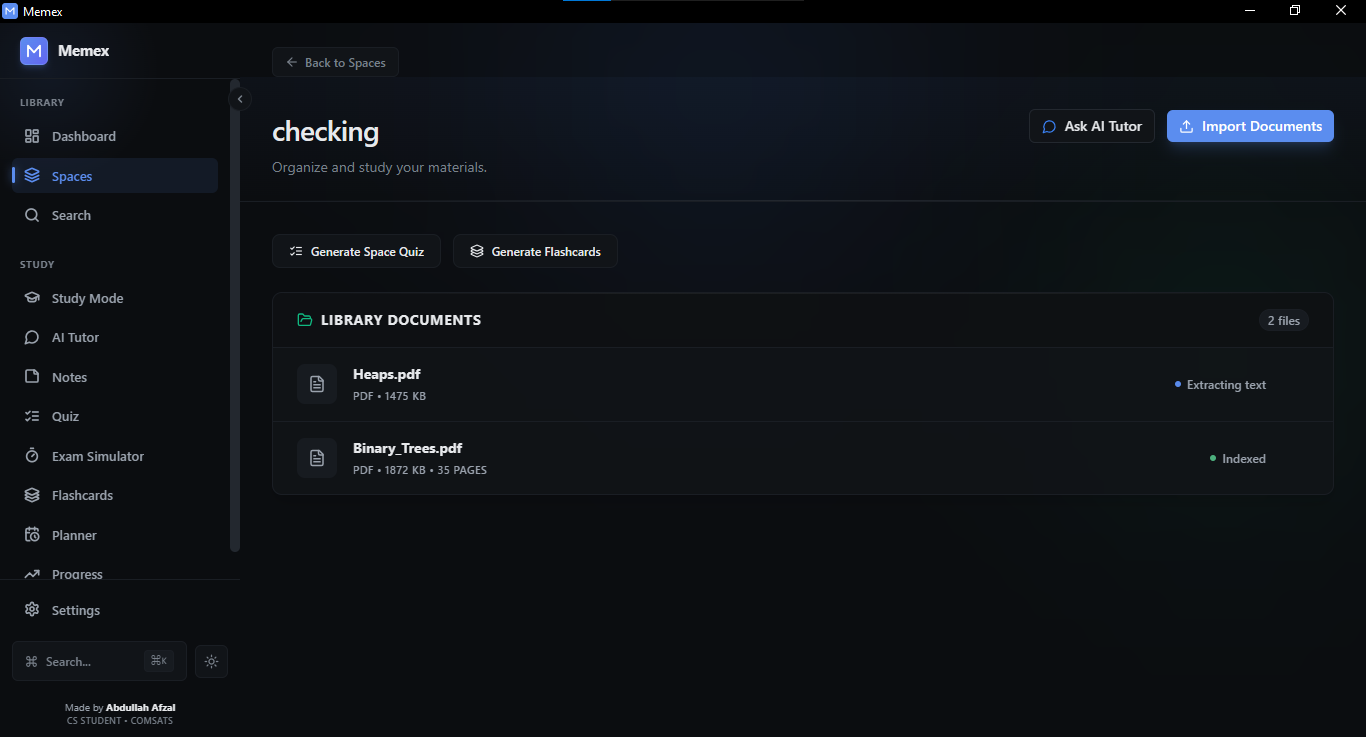 Memex
Memex
Back to Spaces
LIBRARY
Dashboard
Spaces
Search
STUDY
Study Mode
AI Tutor
Notes
Quiz
Exam Simulator
Flashcards
Planner
Progress
Settings
Search... ⌘K
Made by Abdullah Afzal
CS STUDENT • COMSATS
checking
Organize and study your materials.
Ask AI Tutor
Import Documents
Generate Space Quiz
Generate Flashcards
LIBRARY DOCUMENTS
2 files
Heaps.pdf
PDF • 1475 KB
Extracting text
Binary_Trees.pdf
PDF • 1872 KB • 35 PAGES
Indexed